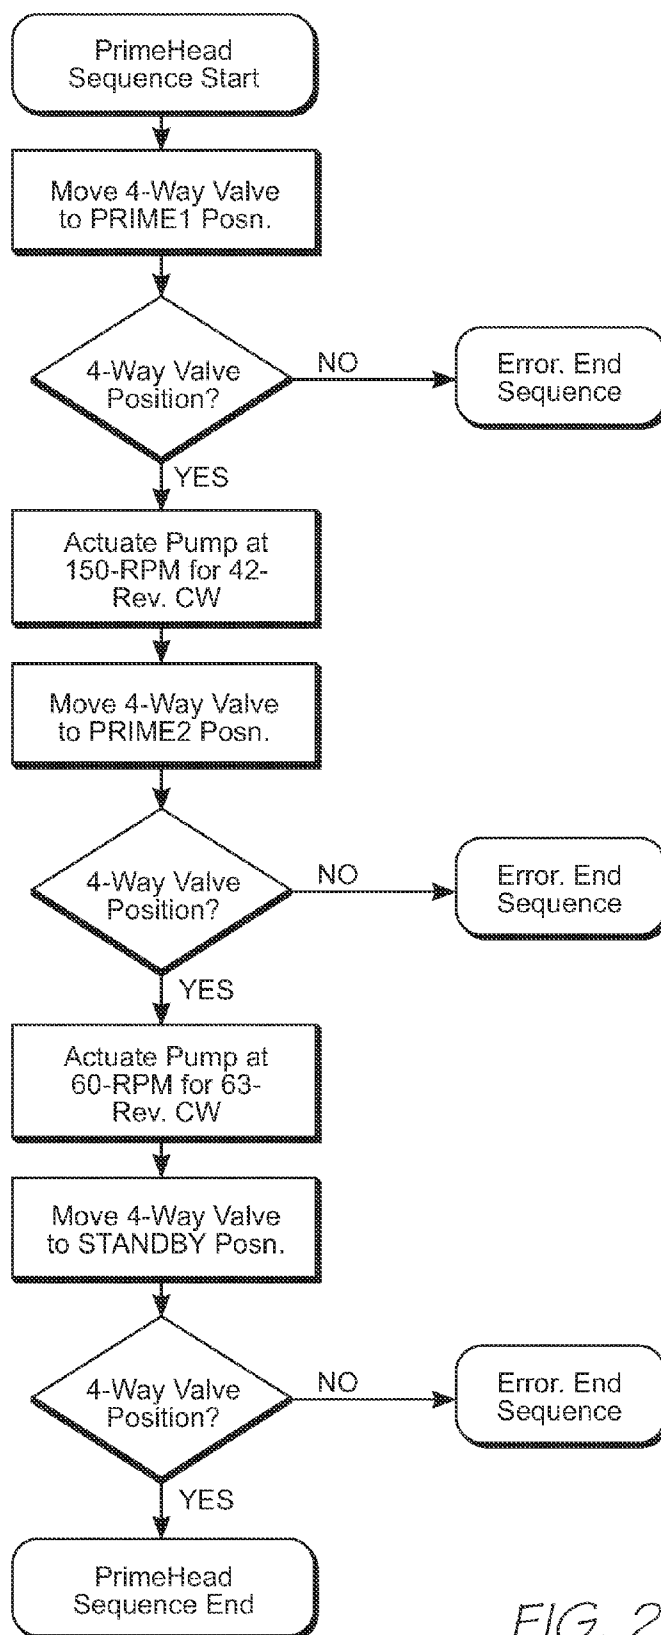 PrimeHead
Sequence Start
Move 4-Way Valve
to PRIME1 Posn.
4-Way Valve
Position?
NO
Error. End
Sequence
YES
Actuate Pump at
150-RPM for 42-
Rev. CW
Move 4-Way Valve
to PRIME2 Posn.
4-Way Valve
Position?
NO
Error. End
Sequence
YES
Actuate Pump at
60-RPM for 63-
Rev. CW
Move 4-Way Valve
to STANDBY Posn.
4-Way Valve
Position?
NO
Error. End
Sequence
YES
PrimeHead
Sequence End
FIG. 2